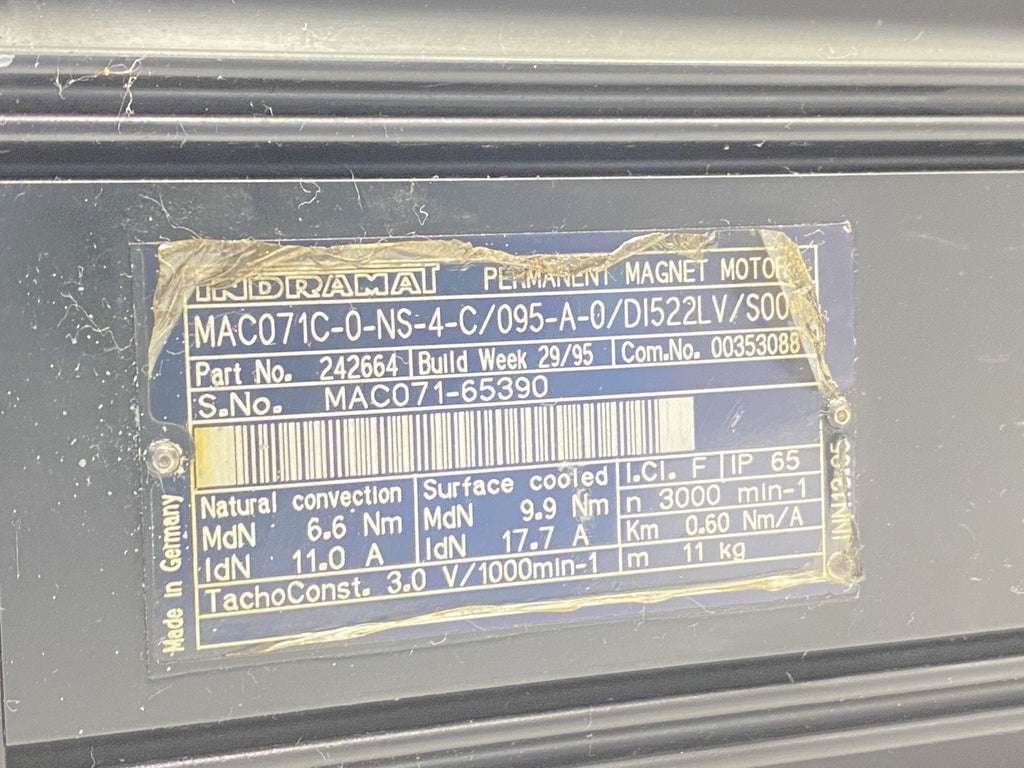 INDRAMAT PERMANENT MAGNET MOTOR
MAC071C-0-NS-4-C/095-A-0/DI522LV/S00
Part No. 242664 Build Week 29/95 Com.No. 00353088
S.No. MAC071-65390
Natural convection
MdN 6.6 Nm
IdN 11.0 A
Surface cooled
MdN 9.9 Nm
IdN 17.7 A
I.Cl. F IP 65
n 3000 min-1
Km 0.60 Nm/A
m 11 kg
TachoConst. 3.0 V/1000min-1
Made in Germany